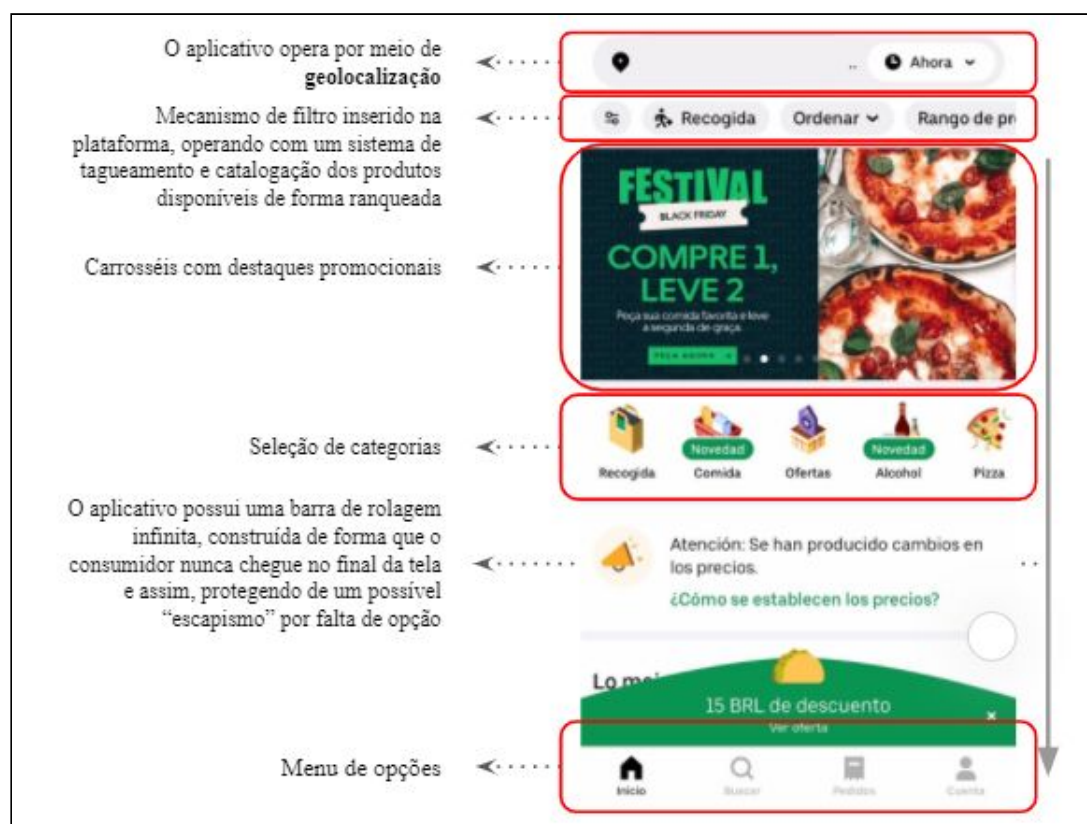 O aplicativo opera por meio de
geolocalização
.. Ahora
Mecanismo de filtro inserido na
plataforma, operando com um sistema de
tagueamento e catalogação dos produtos
disponíveis de forma ranqueada
Recogida Ordenar Rango de pr
Carrosséis com destaques promocionais
FESTIVAL
BLACK FRIDAY
COMPRE 1,
LEVE 2
Peça sua comida favorita e leve
a segunda de graça.
PEÇA AGORA
Seleção de categorias
Novedad Novedad
Recogida Comida Ofertas Alcohol Pizza
O aplicativo possui uma barra de rolagem
infinita, construída de forma que o
consumidor nunca chegue no final da tela
e assim, protegendo de um possível
“escapismo” por falta de opção
Atención: Se han producido cambios en
los precios.
¿Cómo se establecen los precios?
Lo me
15 BRL de descuento
Ver oferta
Menu de opções
Inicio Buscar Pedidos Cuenta